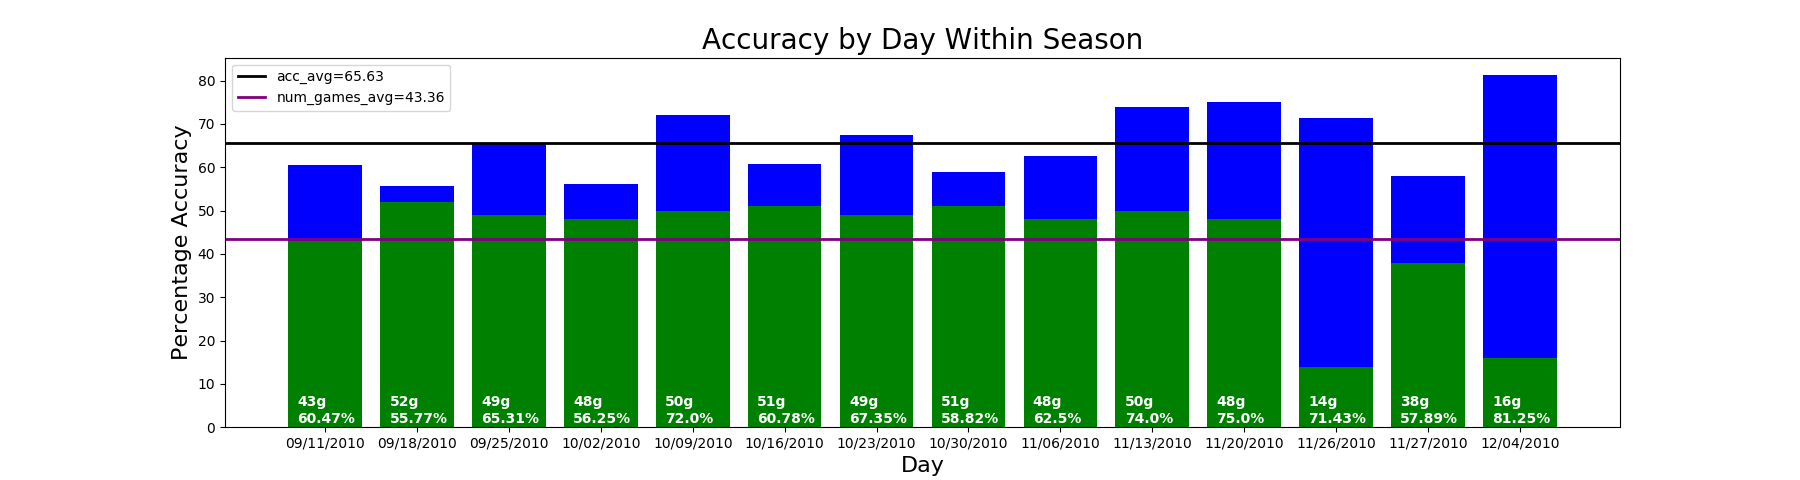 Accuracy by Day Within Season
acc_avg=65.63
num_games_avg=43.36
Percentage Accuracy
80
70
60
50
40
30
20
10
0
43g
60.47%
52g
55.77%
49g
65.31%
48g
56.25%
50g
72.0%
51g
60.78%
49g
67.35%
51g
58.82%
48g
62.5%
50g
74.0%
48g
75.0%
14g
71.43%
38g
57.89%
16g
81.25%
09/11/2010 09/18/2010 09/25/2010 10/02/2010 10/09/2010 10/16/2010 10/23/2010 10/30/2010 11/06/2010 11/13/2010 11/20/2010 11/26/2010 11/27/2010 12/04/2010
Day